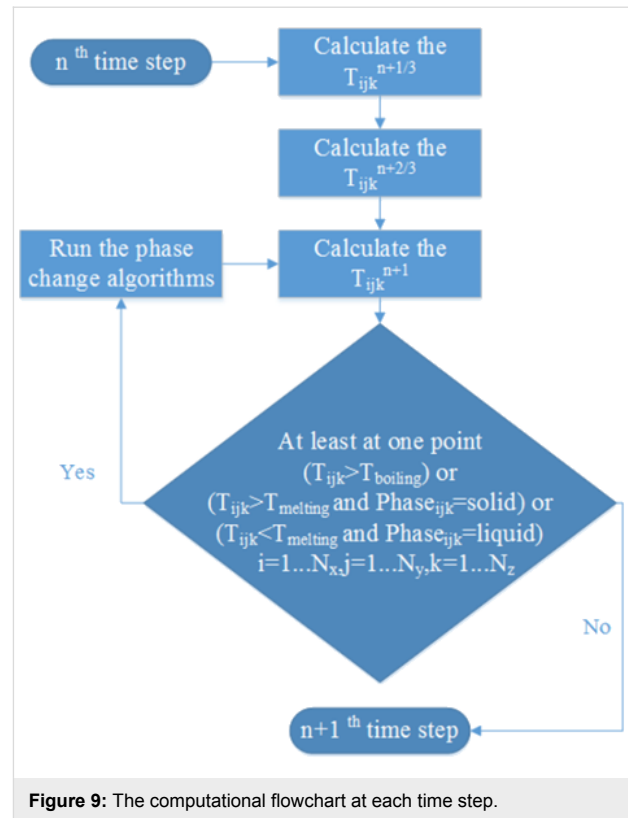 n th time step
Calculate the
Tijk^n+1/3
Calculate the
Tijk^n+2/3
Run the phase
change algorithms
Calculate the
Tijk^n+1
At least at one point
(Tijk>Tboiling) or
(Tijk>Tmelting and Phaseijk=solid) or
(Tijk<Tmelting and Phaseijk=liquid)
i=1...Nx,j=1...Ny,k=1...Nz
Yes
No
n+1 th time step
Figure 9: The computational flowchart at each time step.